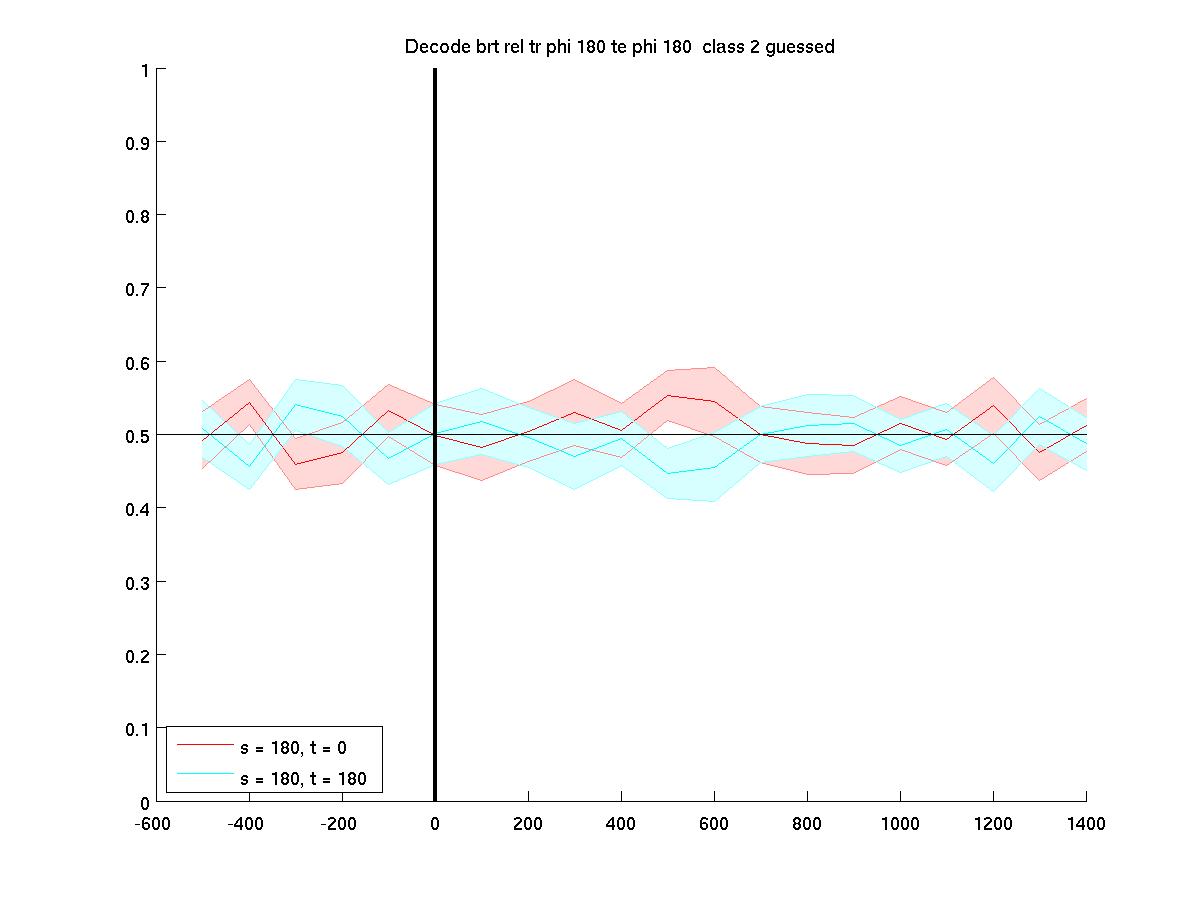 Decode brt rel tr phi 180 te phi 180  class 2 guessed
1
0.9
0.8
0.7
0.6
0.5
0.4
0.3
0.2
0.1
0
s = 180, t = 0
s = 180, t = 180
-600 -400 -200 0 200 400 600 800 1000 1200 1400